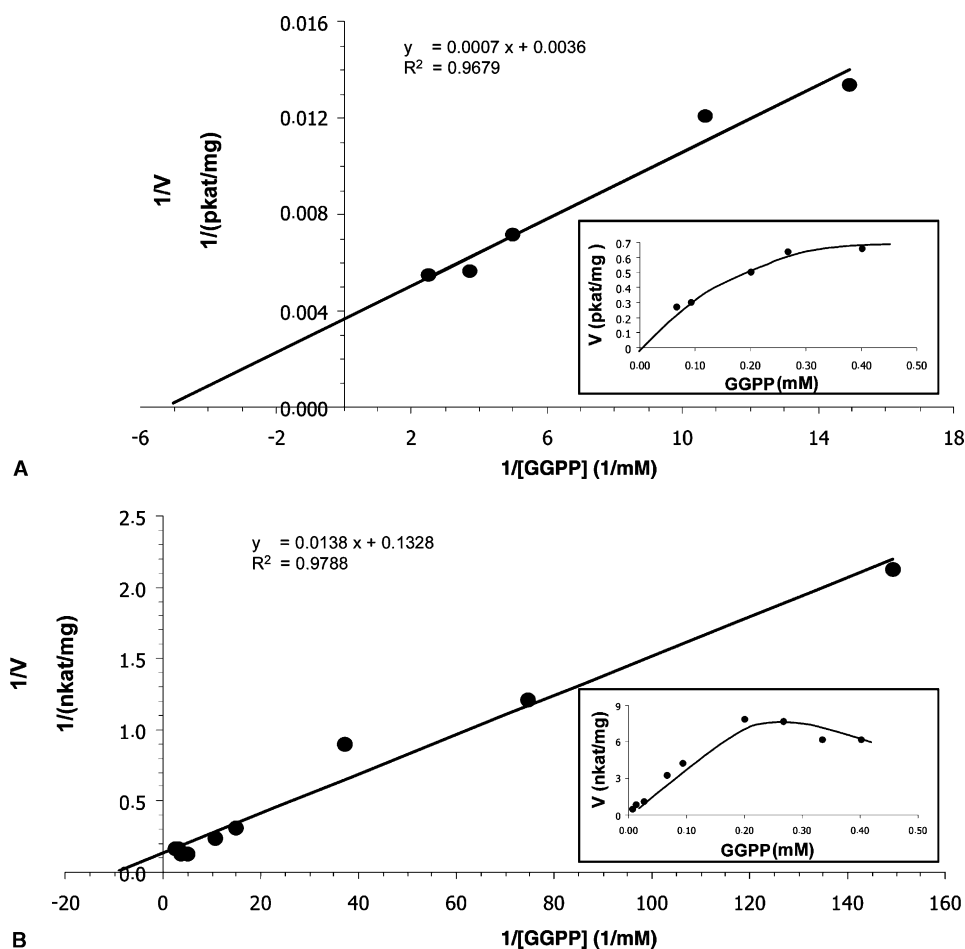 0.016
y = 0.0007 x + 0.0036
R² = 0.9679
0.012
1/V
1/(pkat/mg)
0.008
0.004
0.000
-6 -2 2 6 10 14 18
1/[GGPP] (1/mM)
V (pkat/mg )
0.7
0.6
0.5
0.4
0.3
0.2
0.1
0
0.00 0.10 0.20 0.30 0.40 0.50
GGPP (mM)
A
2.5
y = 0.0138 x + 0.1328
R² = 0.9788
2.0
1/V
1/(nkat/mg)
1.5
1.0
0.5
0.0
-20 0 20 40 60 80 100 120 140 160
1/[GGPP] (1/mM)
V (nkat/mg)
9
6
3
0
0.00 0.10 0.20 0.30 0.40 0.50
GGPP (mM)
B